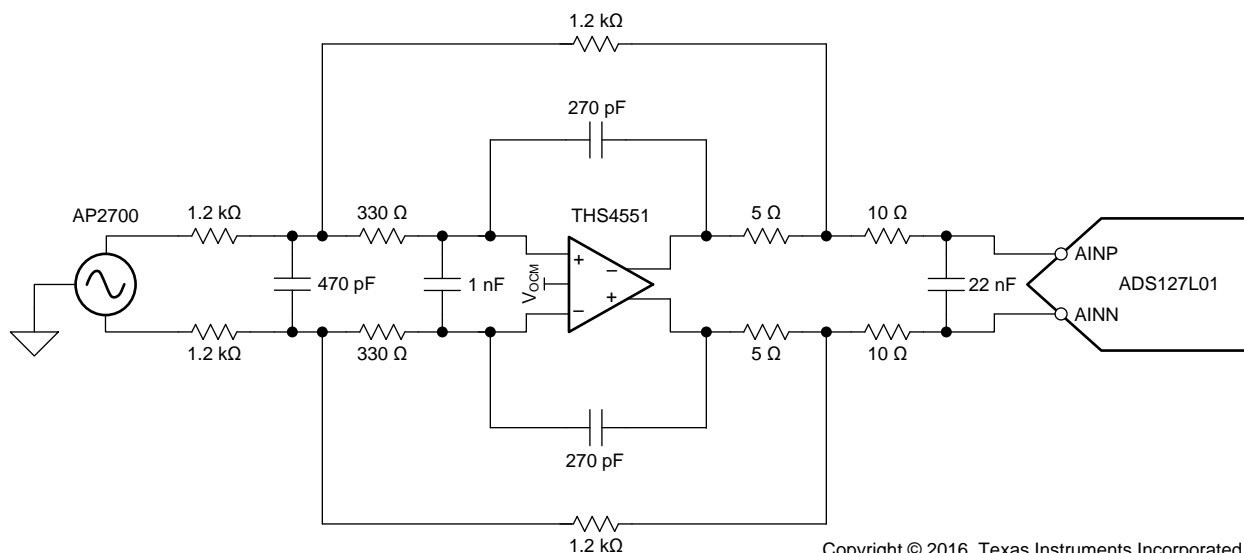 1.2 kΩ
270 pF
AP2700
1.2 kΩ
330 Ω
THS4551
5 Ω
10 Ω
+
−
AINP
470 pF
1 nF
VOCM
22 nF
ADS127L01
+
−
AINN
1.2 kΩ
330 Ω
5 Ω
10 Ω
270 pF
1.2 kΩ
Copyright © 2016, Texas Instruments Incorporated